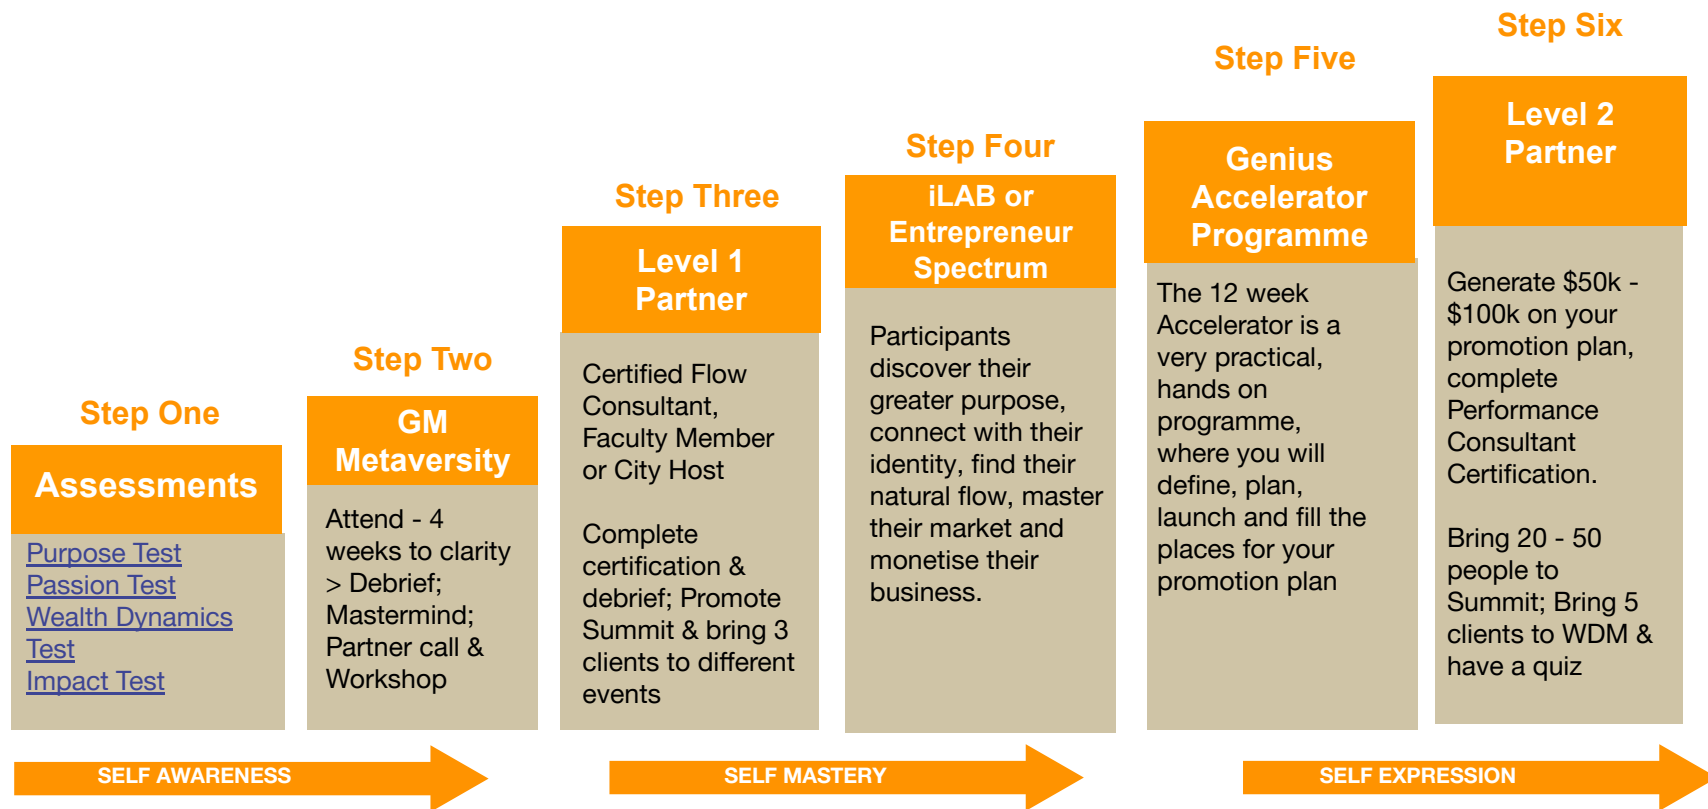 Step One
Assessments
Purpose Test
Passion Test
Wealth Dynamics
Test
Impact Test
Step Two
GM
Metaversity
Attend - 4
weeks to clarity
> Debrief;
Mastermind;
Partner call &
Workshop
Step Three
Level 1
Partner
Certified Flow
Consultant,
Faculty Member
or City Host
Complete
certification &
debrief; Promote
Summit & bring 3
clients to different
events
Step Four
iLAB or
Entrepreneur
Spectrum
Participants
discover their
greater purpose,
connect with their
identity, find their
natural flow, master
their market and
monetise their
business.
Step Five
Genius
Accelerator
Programme
The 12 week
Accelerator is a
very practical,
hands on
programme,
where you will
define, plan,
launch and fill the
places for your
promotion plan
Step Six
Level 2
Partner
Generate $50k -
$100k on your
promotion plan,
complete
Performance
Consultant
Certification.
Bring 20 - 50
people to
Summit; Bring 5
clients to WDM &
have a quiz
SELF AWARENESS
SELF MASTERY
SELF EXPRESSION